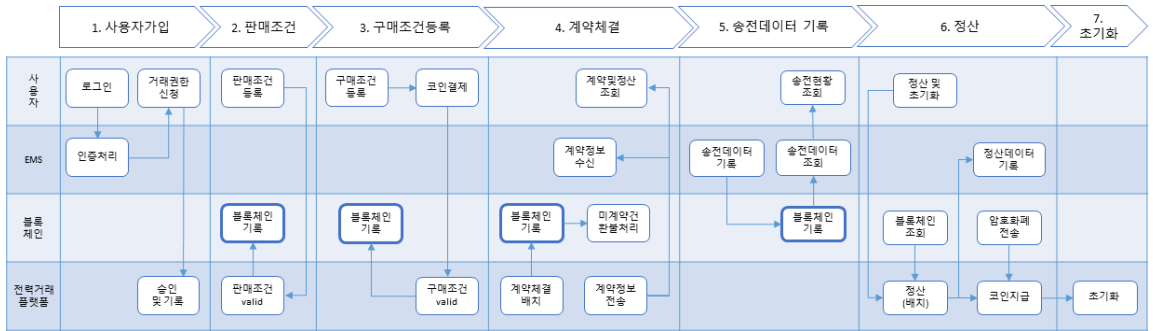 1. 사용자가입
2. 판매조건
3. 구매조건등록
4. 계약체결
5. 송전데이터 기록
6. 정산
7.
초기화
사
용
자
로그인
거래권한
신청
판매조건
등록
구매조건
등록
코인결제
계약및정산
조회
송전현황
조회
정산 및
초기화
EMS
인증처리
계약정보
수신
송전데이터
기록
송전데이터
조회
정산데이터
기록
블록
체인
블록체인
기록
블록체인
기록
블록체인
기록
미계약건
환불처리
블록체인
기록
블록체인
조회
암호화폐
전송
전력거래
플랫폼
승인
및 기록
판매조건
valid
구매조건
valid
계약체결
배치
계약정보
전송
정산
(배치)
코인지급
초기화